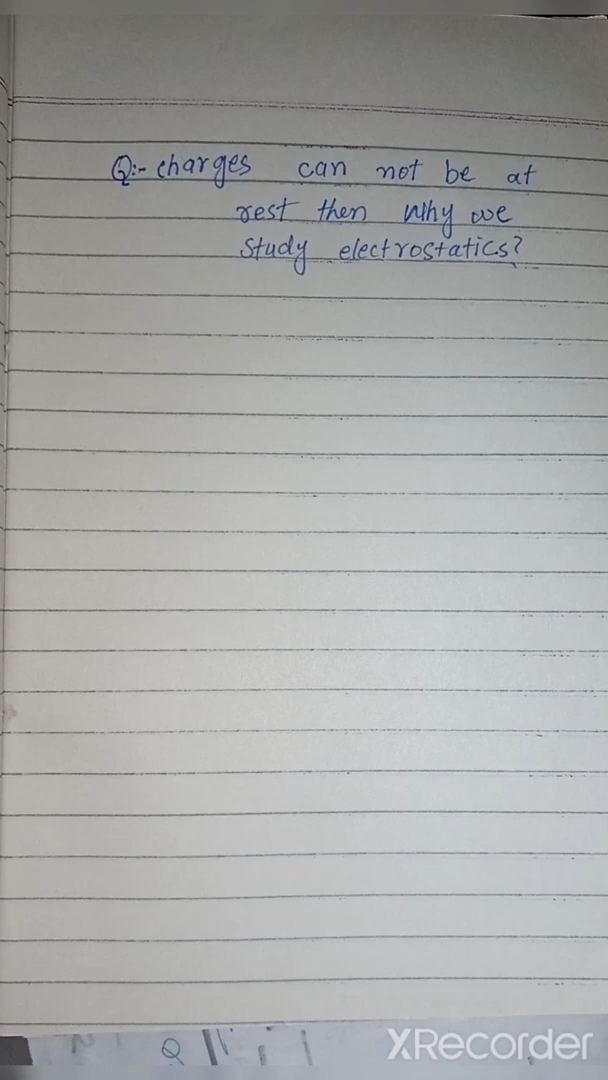 Q:- charges can not be at
rest then why we
study electrostatics?
XRecorder